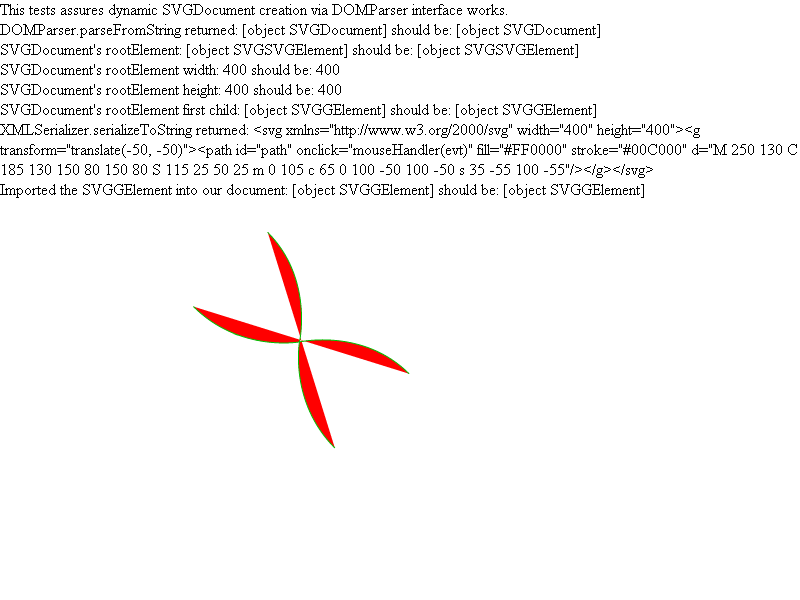 This tests assures dynamic SVGDocument creation via DOMParser interface works.
DOMParser.parseFromString returned: [object SVGDocument] should be: [object SVGDocument]
SVGDocument's rootElement: [object SVGSVGElement] should be: [object SVGSVGElement]
SVGDocument's rootElement width: 400 should be: 400
SVGDocument's rootElement height: 400 should be: 400
SVGDocument's rootElement first child: [object SVGGElement] should be: [object SVGGElement]
XMLSerializer.serializeToString returned: <svg xmlns="http://www.w3.org/2000/svg" width="400" height="400"><g
transform="translate(-50, -50)"><path id="path" onclick="mouseHandler(evt)" fill="#FF0000" stroke="#00C000" d="M 250 130 C
185 130 150 80 150 80 S 115 25 50 25 m 0 105 c 65 0 100 -50 100 -50 s 35 -55 100 -55"/></g></svg>
Imported the SVGGElement into our document: [object SVGGElement] should be: [object SVGGElement]